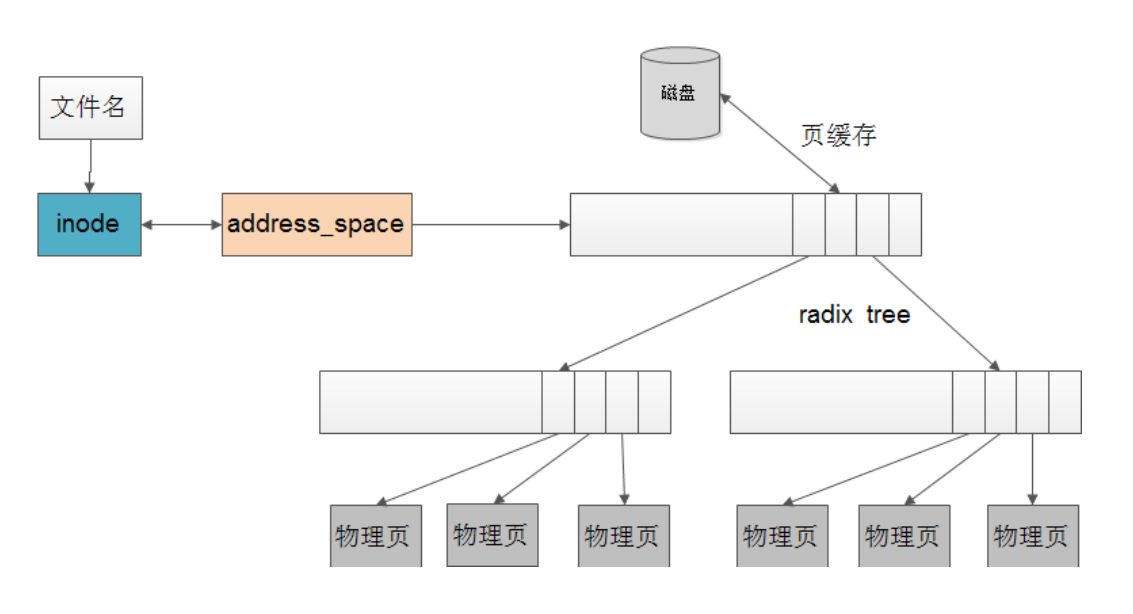 磁盘
文件名
页缓存
inode
address_space
radix tree
物理页
物理页
物理页
物理页
物理页
物理页